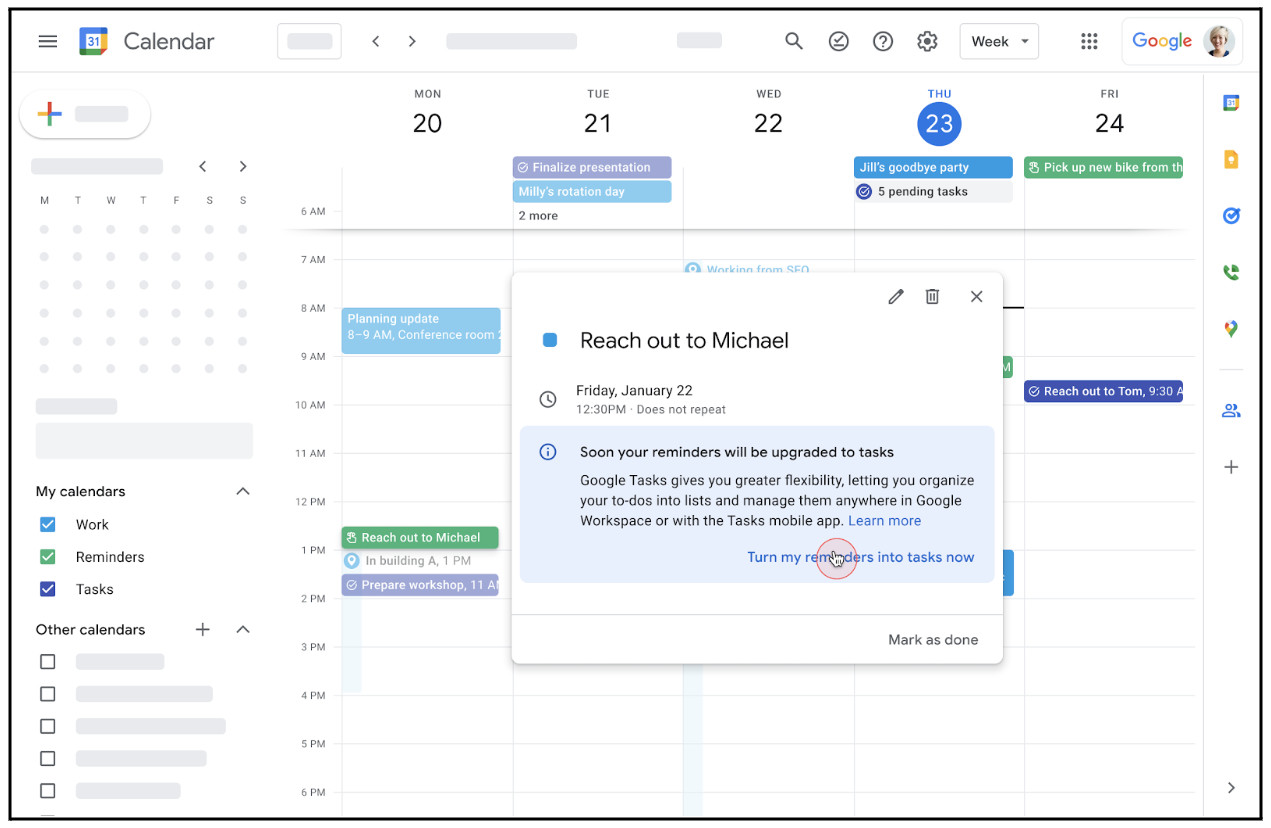 31 Calendar
Week
Google
MON TUE WED THU FRI
20 21 22 23 24
Finalize presentation
Jill's goodbye party
Pick up new bike from th
Milly's rotation day
5 pending tasks
2 more
M T W T F S S
6 AM
7 AM
Working from SFO
8 AM
Planning update
8–9 AM, Conference room
9 AM
Reach out to Tom, 9:30 A
10 AM
11 AM
12 PM
Reach out to Michael
1 PM
In building A, 1 PM
Prepare workshop, 11 AM
2 PM
3 PM
4 PM
5 PM
6 PM
My calendars
Work
Reminders
Tasks
Other calendars
Reach out to Michael
Friday, January 22
12:30PM · Does not repeat
Soon your reminders will be upgraded to tasks
Google Tasks gives you greater flexibility, letting you organize
your to-dos into lists and manage them anywhere in Google
Workspace or with the Tasks mobile app. Learn more
Turn my reminders into tasks now
Mark as done
31